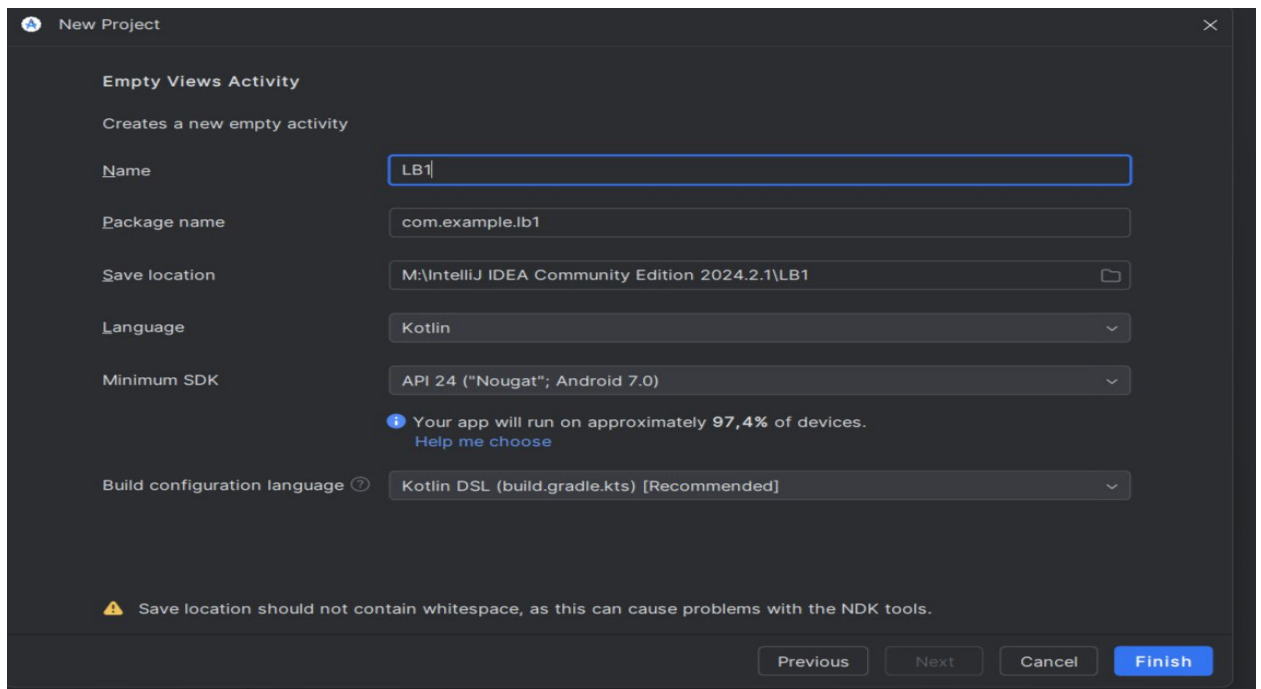 New Project
Empty Views Activity
Creates a new empty activity
Name LB1
Package name com.example.lb1
Save location M:\IntelliJ IDEA Community Edition 2024.2.1\LB1
Language Kotlin
Minimum SDK API 24 ("Nougat"; Android 7.0)
Your app will run on approximately 97,4% of devices.
Help me choose
Build configuration language Kotlin DSL (build.gradle.kts) [Recommended]
Save location should not contain whitespace, as this can cause problems with the NDK tools.
Previous Next Cancel Finish